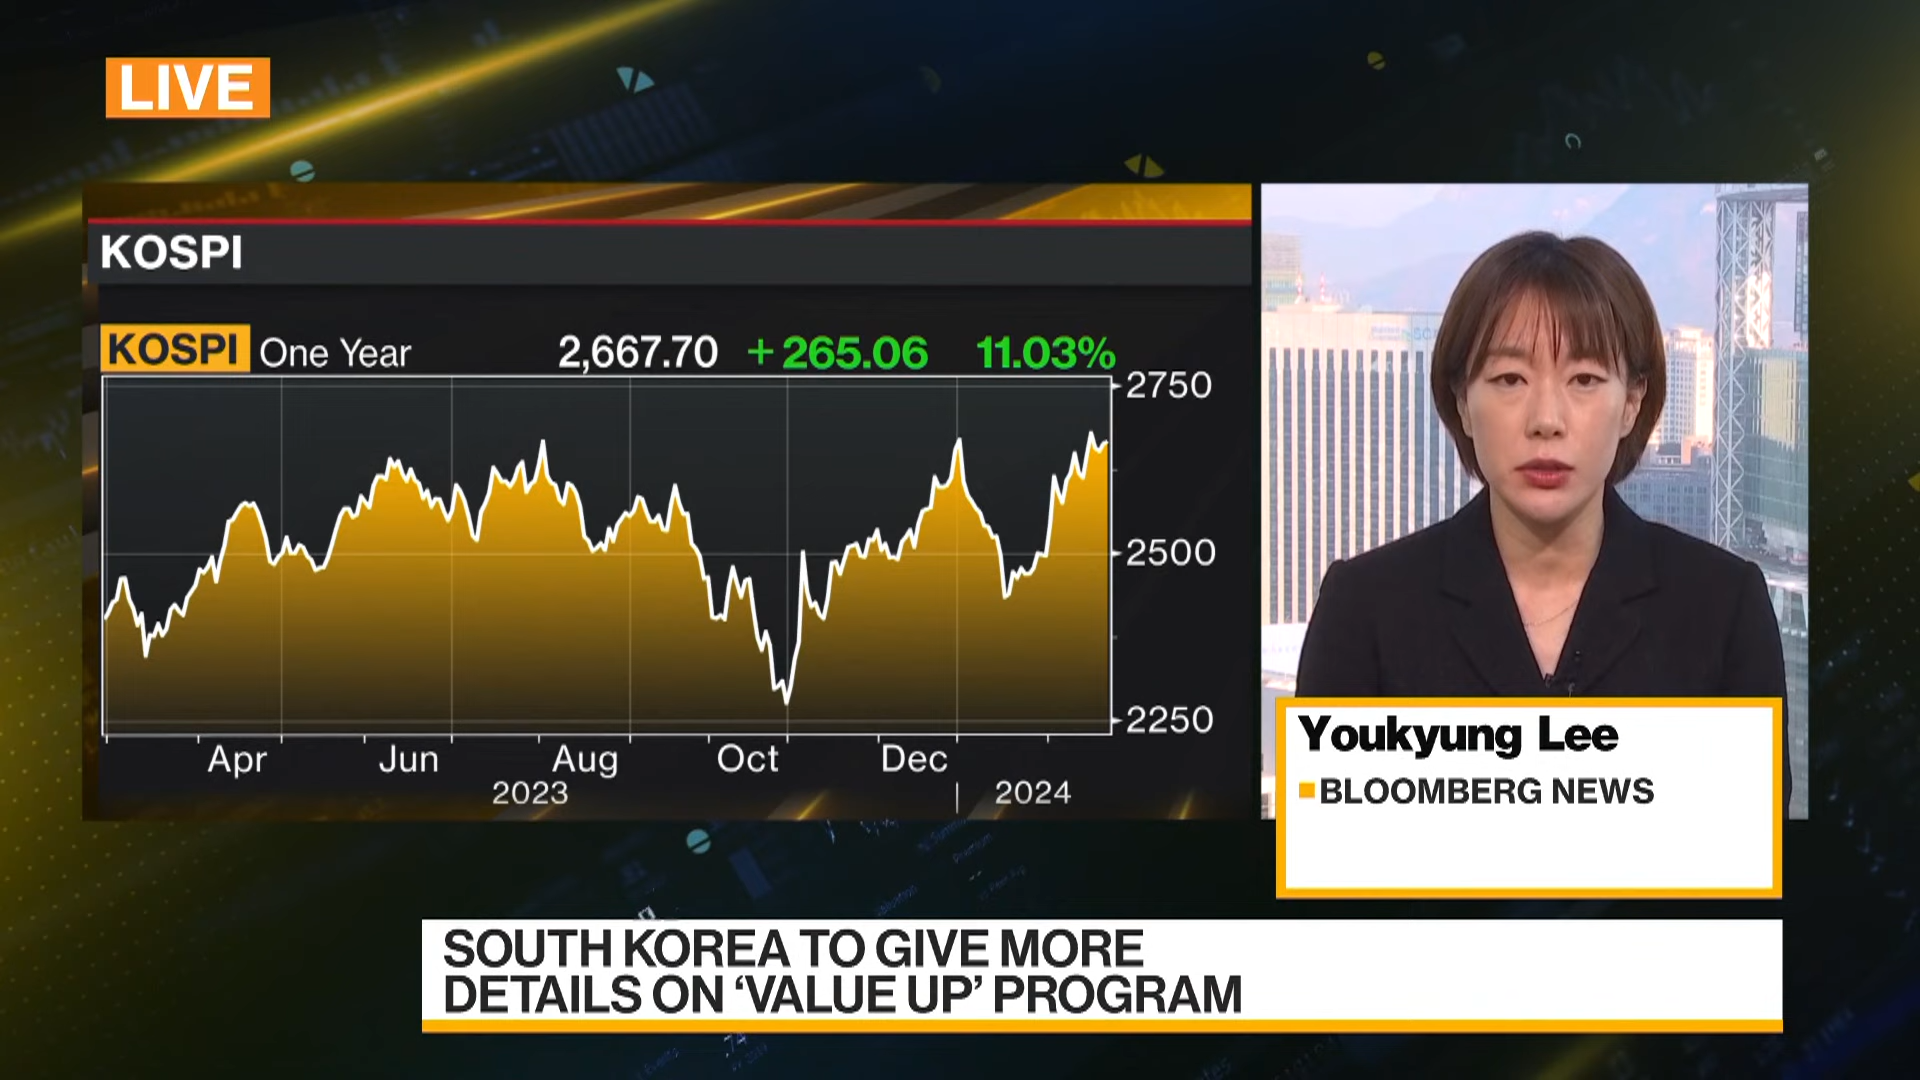 LIVE
KOSPI
KOSPI One Year 2,667.70 +265.06 11.03%
2750
2500
2250
Apr Jun Aug Oct Dec
2023 | 2024
Youkyung Lee
BLOOMBERG NEWS
SOUTH KOREA TO GIVE MORE
DETAILS ON ‘VALUE UP’ PROGRAM